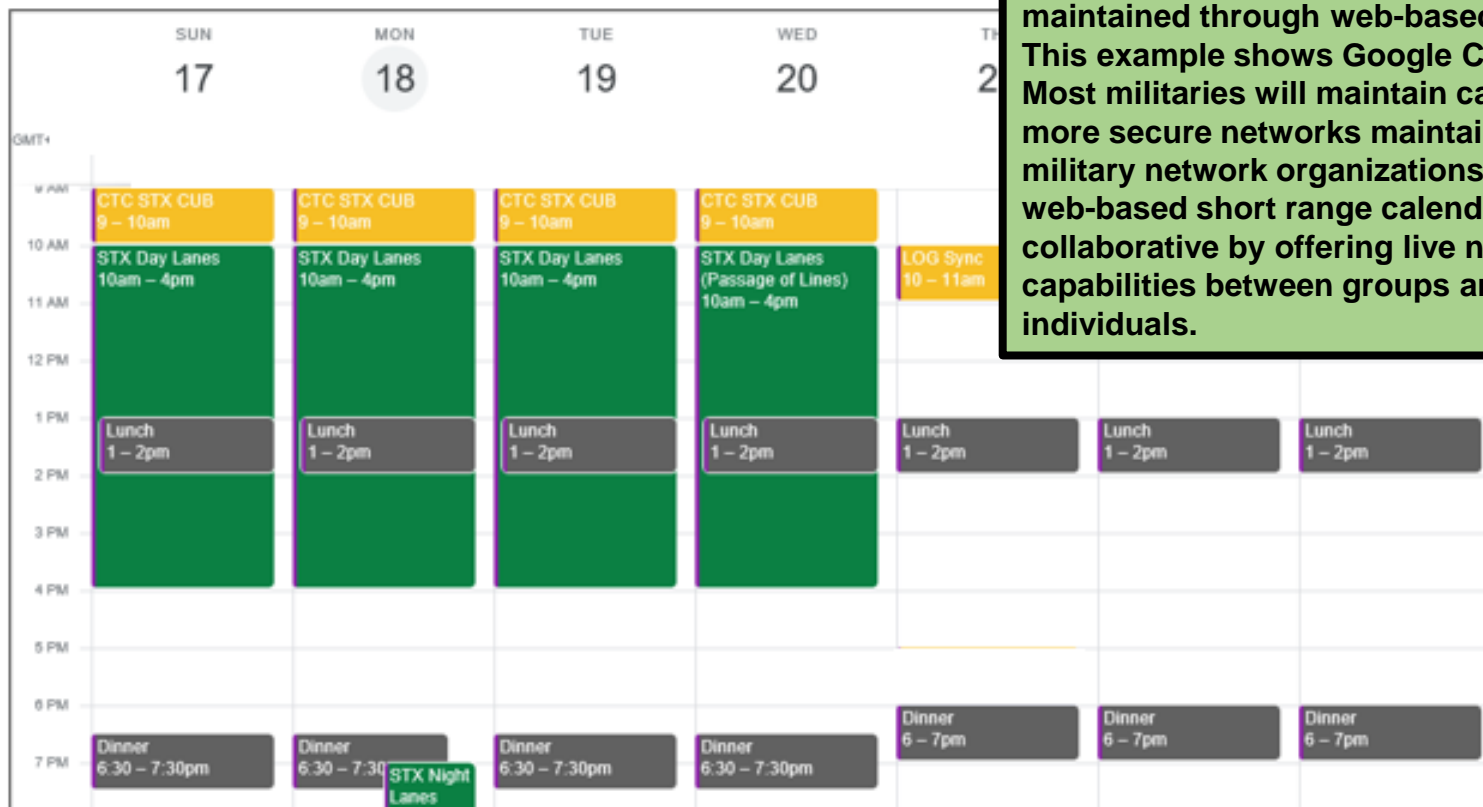 maintained through web-based
This example shows Google C
Most militaries will maintain ca
more secure networks maintai
military network organizations
web-based short range calend
collaborative by offering live n
capabilities between groups a
individuals.
SUN MON TUE WED TH
17 18 19 20 2
GMT
9 AM
CTC STX CUB CTC STX CUB CTC STX CUB CTC STX CUB
9 – 10am 9 – 10am 9 – 10am 9 – 10am
10 AM
STX Day Lanes STX Day Lanes STX Day Lanes STX Day Lanes LOG Sync
10am – 4pm 10am – 4pm 10am – 4pm (Passage of Lines) 10 – 11am
10am – 4pm
11 AM
12 PM
1 PM
Lunch Lunch Lunch Lunch Lunch Lunch Lunch
1 – 2pm 1 – 2pm 1 – 2pm 1 – 2pm 1 – 2pm 1 – 2pm 1 – 2pm
2 PM
3 PM
4 PM
5 PM
6 PM
Dinner Dinner Dinner
6 – 7pm 6 – 7pm 6 – 7pm
Dinner Dinner Dinner Dinner
7 PM
6:30 – 7:30pm 6:30 – 7:30 6:30 – 7:30pm 6:30 – 7:30pm
STX Night
Lanes